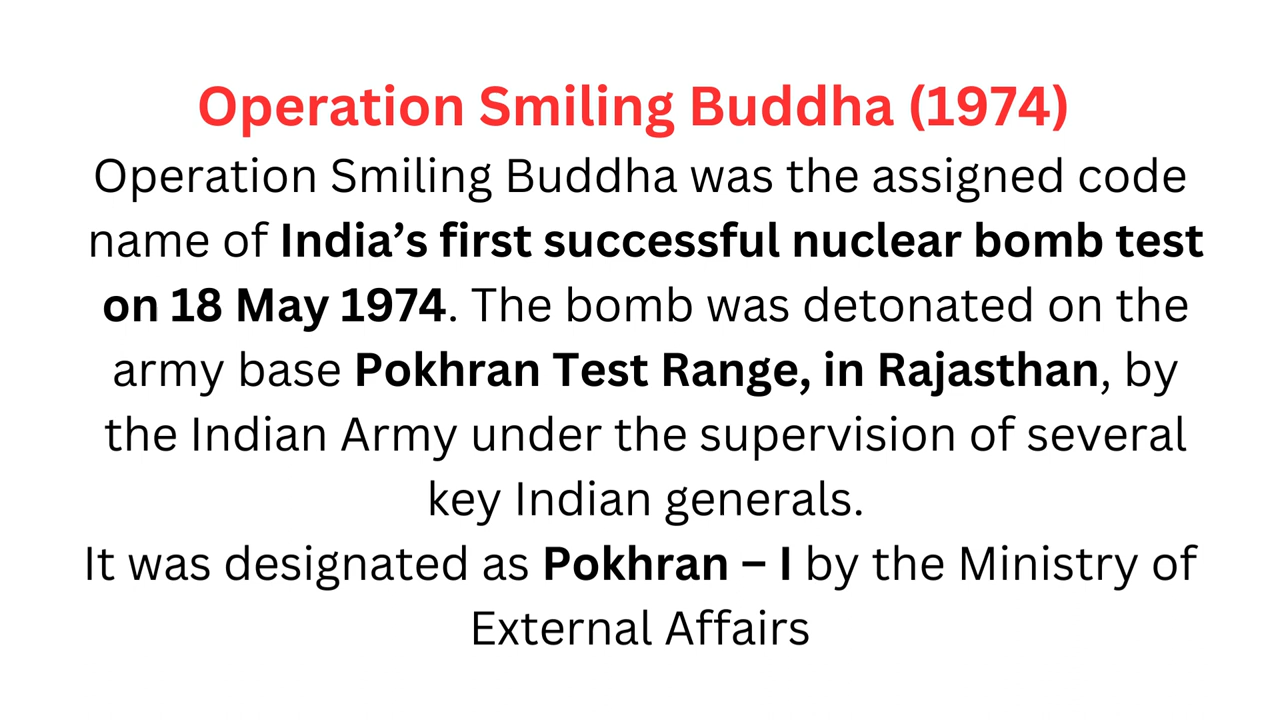 Operation Smiling Buddha (1974)
Operation Smiling Buddha was the assigned code
name of India’s first successful nuclear bomb test
on 18 May 1974. The bomb was detonated on the
army base Pokhran Test Range, in Rajasthan, by
the Indian Army under the supervision of several
key Indian generals.
It was designated as Pokhran – I by the Ministry of
External Affairs